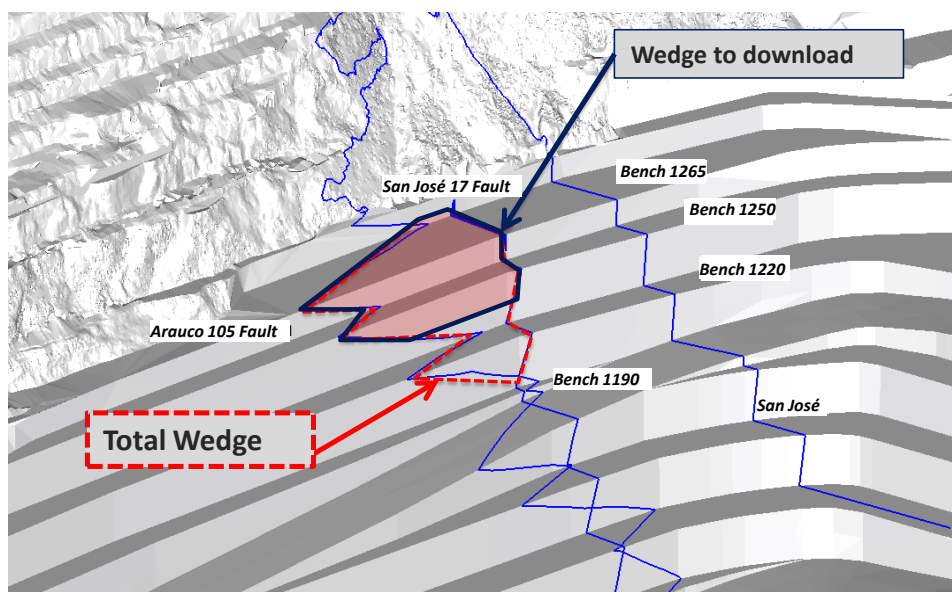 Wedge to download
Bench 1265
San José 17 Fault
Bench 1250
Bench 1220
Arauco 105 Fault
Bench 1190
San José
Total Wedge